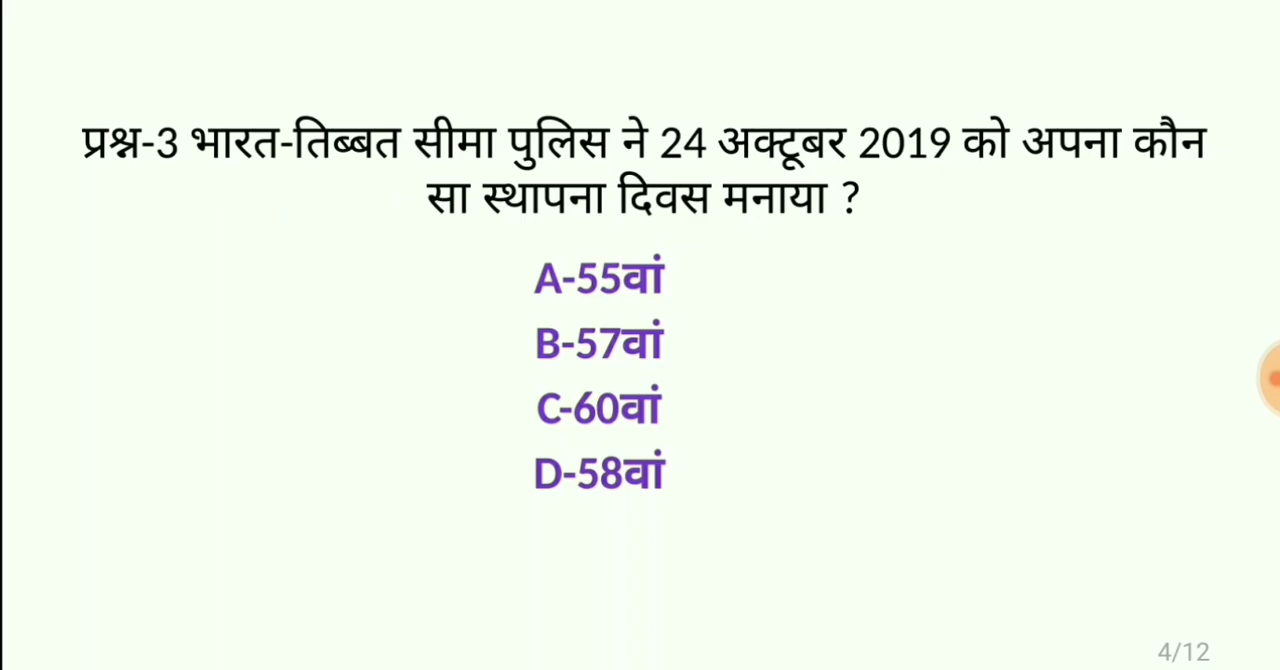 प्रश्न-3 भारत-तिब्बत सीमा पुलिस ने 24 अक्टूबर 2019 को अपना कौन
सा स्थापना दिवस मनाया ?
A-55वां
B-57वां
C-60वां
D-58वां
4/12